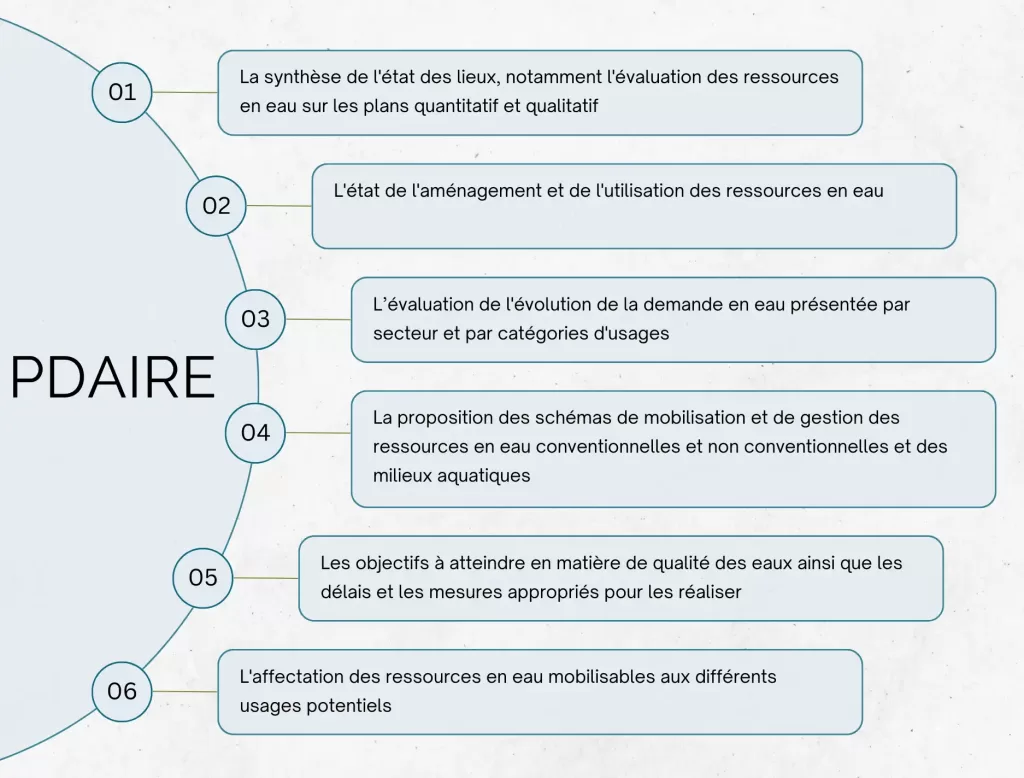 PDAIRE
01
La synthèse de l'état des lieux, notamment l'évaluation des ressources
en eau sur les plans quantitatif et qualitatif
02
L'état de l'aménagement et de l'utilisation des ressources en eau
03
L’évaluation de l'évolution de la demande en eau présentée par
secteur et par catégories d'usages
04
La proposition des schémas de mobilisation et de gestion des
ressources en eau conventionnelles et non conventionnelles et des
milieux aquatiques
05
Les objectifs à atteindre en matière de qualité des eaux ainsi que les
délais et les mesures appropriés pour les réaliser
06
L'affectation des ressources en eau mobilisables aux différents
usages potentiels